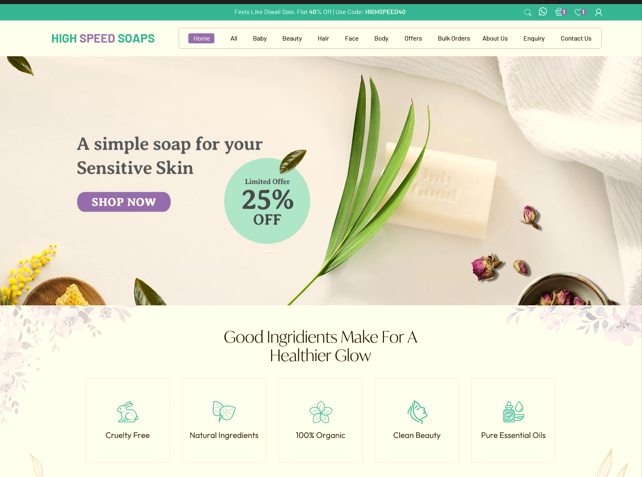 Feels Like Diwali Sale, Flat 40% Off I Use Code: HIGHSPEED40
1
1
HIGH SPEED SOAPS
Home All Baby Beauty Hair Face Body Offers Bulk Orders About Us Enquiry Contact Us
A simple soap for your
Sensitive Skin
SHOP NOW
Limited Offer
25%
OFF
Only
Good
Good Ingridients Make For A
Healthier Glow
Cruelty Free
Natural Ingredients
100% Organic
Clean Beauty
Pure Essential Oils